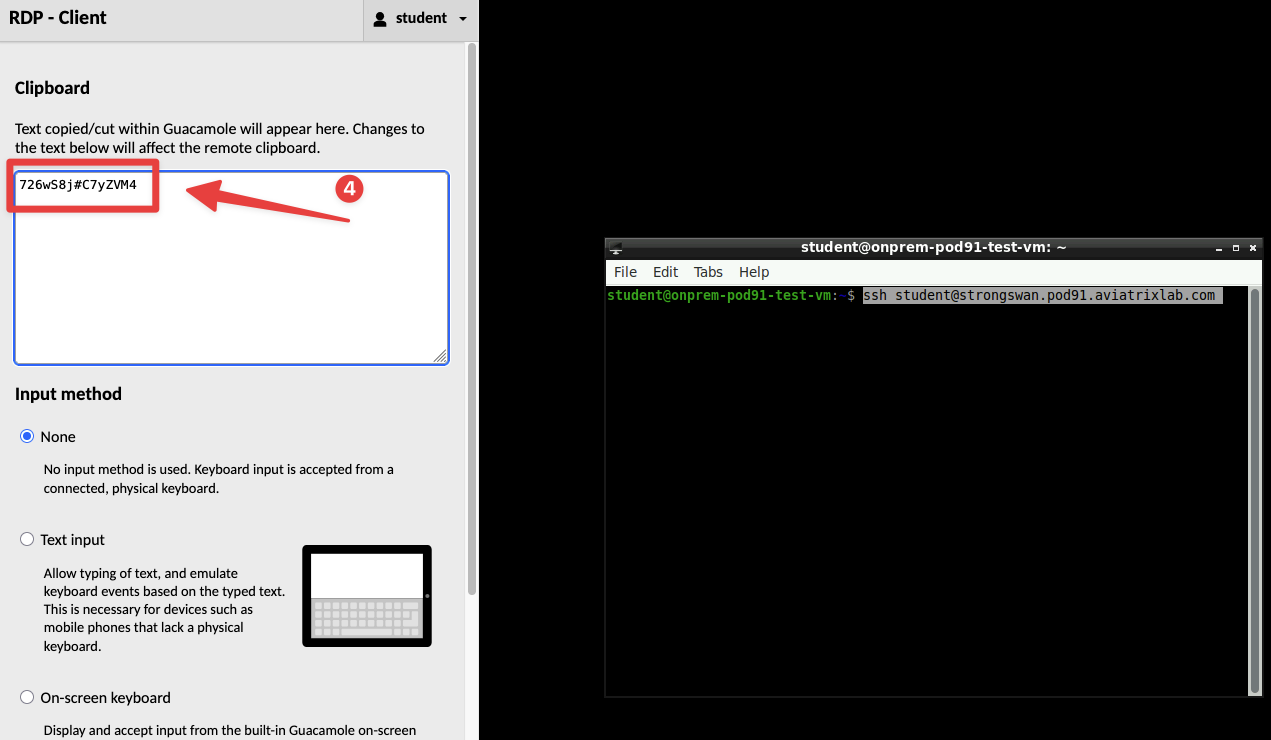 RDP - Client
student
Clipboard
Text copied/cut within Guacamole will appear here. Changes to
the text below will affect the remote clipboard.
726wS8j#C7yZVM4
4
Input method
None
No input method is used. Keyboard input is accepted from a
connected, physical keyboard.
Text input
Allow typing of text, and emulate
keyboard events based on the typed text.
This is necessary for devices such as
mobile phones that lack a physical
keyboard.
On-screen keyboard
Display and accept input from the built-in Guacamole on-screen
student@onprem-pod91-test-vm: ~
File Edit Tabs Help
student@onprem-pod91-test-vm: $ ssh student@strongswan.pod91.aviatrixlab.com